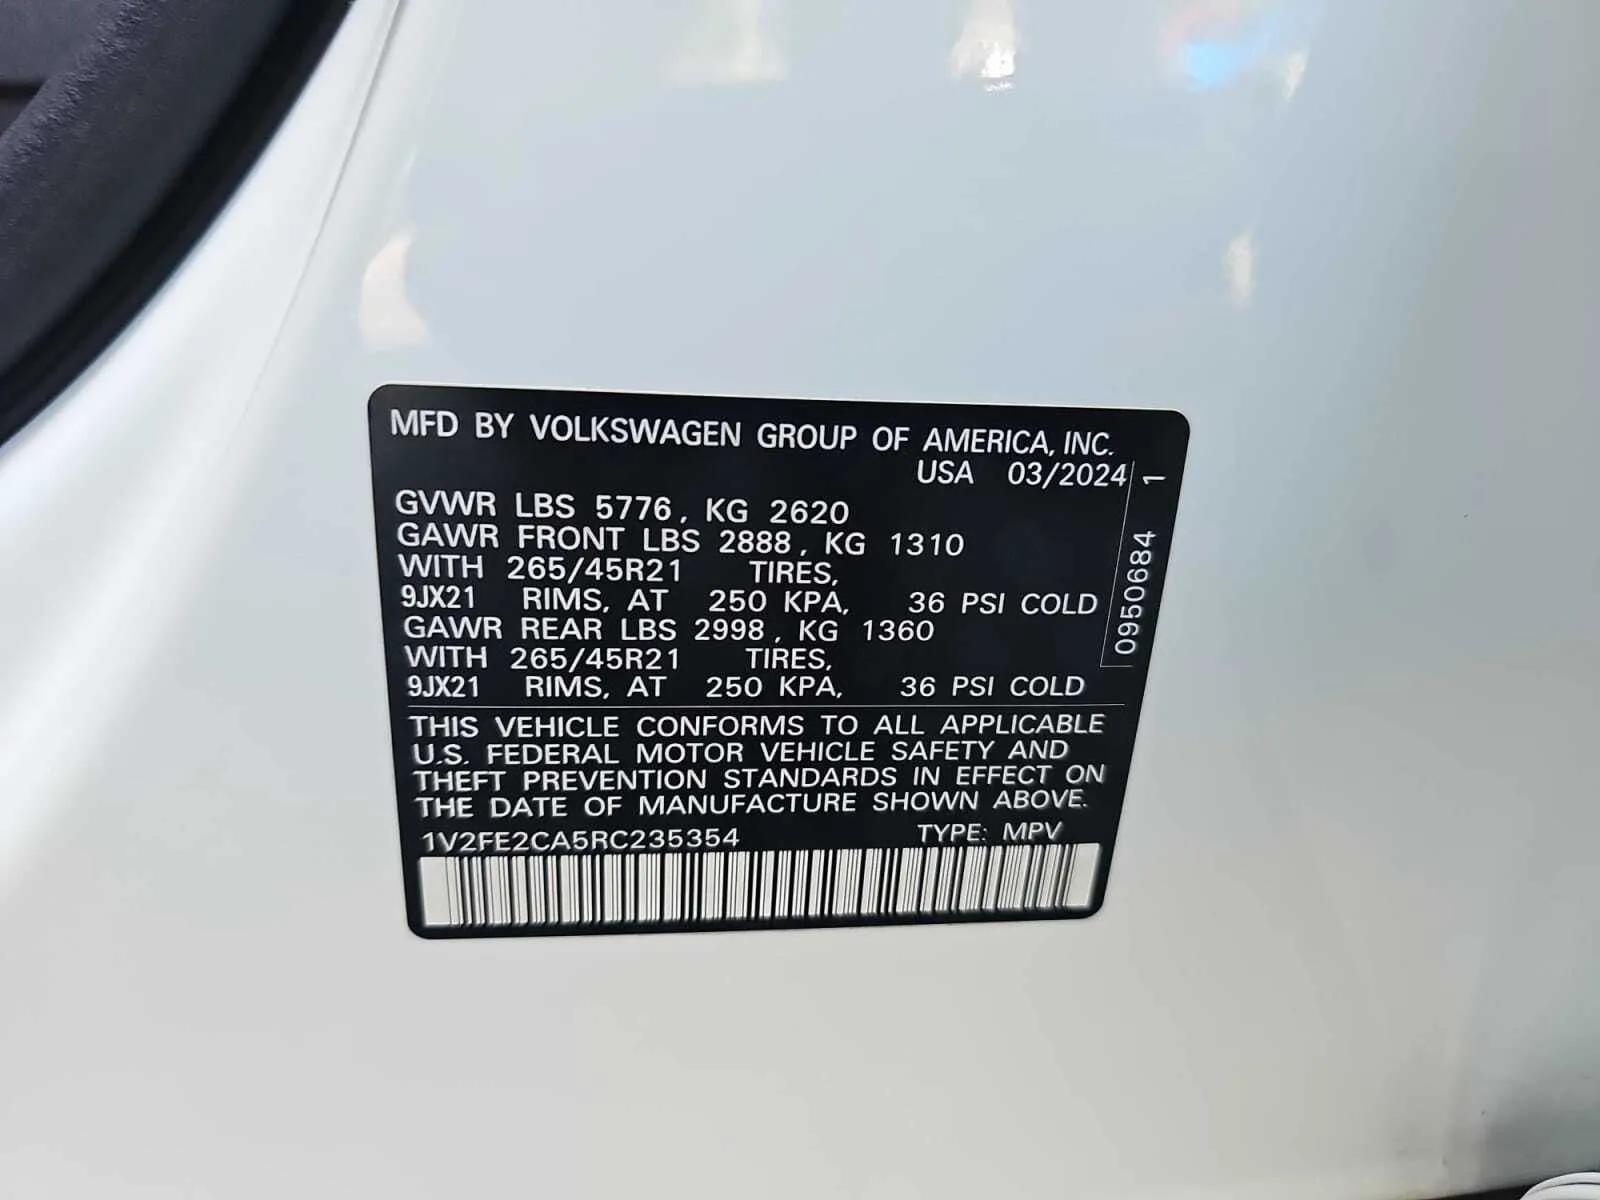 MFD BY VOLKSWAGEN GROUP OF AMERICA, INC.
USA 03/2024
GVWR LBS 5776, KG 2620
GAWR FRONT LBS 2888, KG 1310
WITH 265/45R21 TIRES,
9JX21 RIMS, AT 250 KPA, 36 PSI COLD
GAWR REAR LBS 2998, KG 1360
WITH 265/45R21 TIRES,
9JX21 RIMS, AT 250 KPA, 36 PSI COLD
THIS VEHICLE CONFORMS TO ALL APPLICABLE
U.S. FEDERAL MOTOR VEHICLE SAFETY AND
THEFT PREVENTION STANDARDS IN EFFECT ON
THE DATE OF MANUFACTURE SHOWN ABOVE.
1V2FE2CA5RC235354 TYPE: MPV
0950684 1